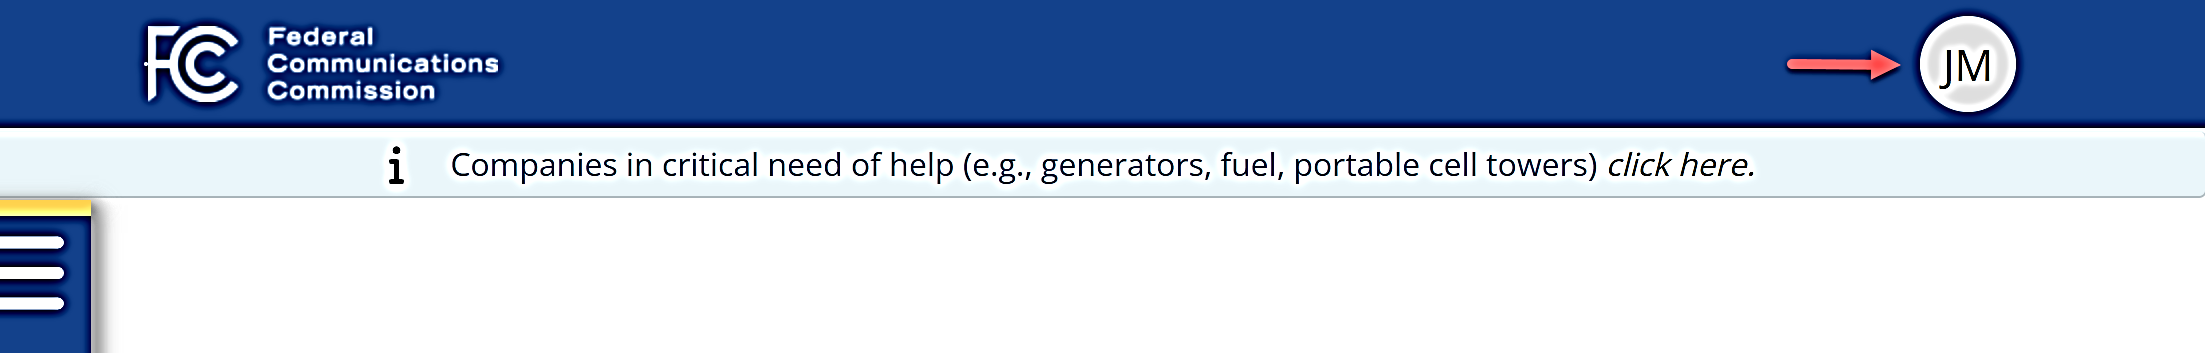 FCC
Federal
Communications
Commission
JM
i Companies in critical need of help (e.g., generators, fuel, portable cell towers) click here.